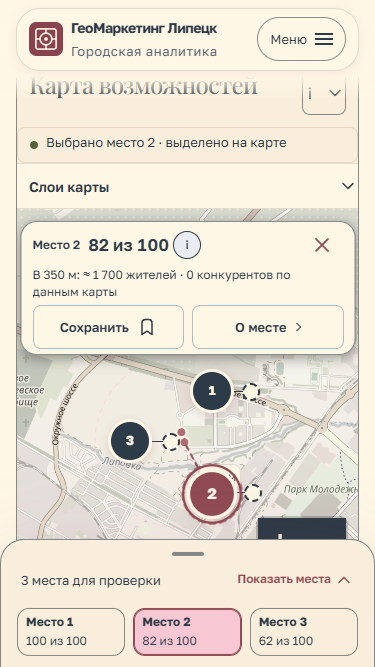 ГеоМаркетинг Липецк
Городская аналитика
Меню
Карта возможностей
i
Выбрано место 2 · выделено на карте
Слои карты
Место 2 82 из 100 i
В 350 м: ≈ 1 700 жителей · 0 конкурентов по
данным карты
Сохранить
О месте
Окружное шоссе
1
3
Липовка
2
Парк Молодежн
3 места для проверки
Показать места
Место 1
100 из 100
Место 2
82 из 100
Место 3
62 из 100